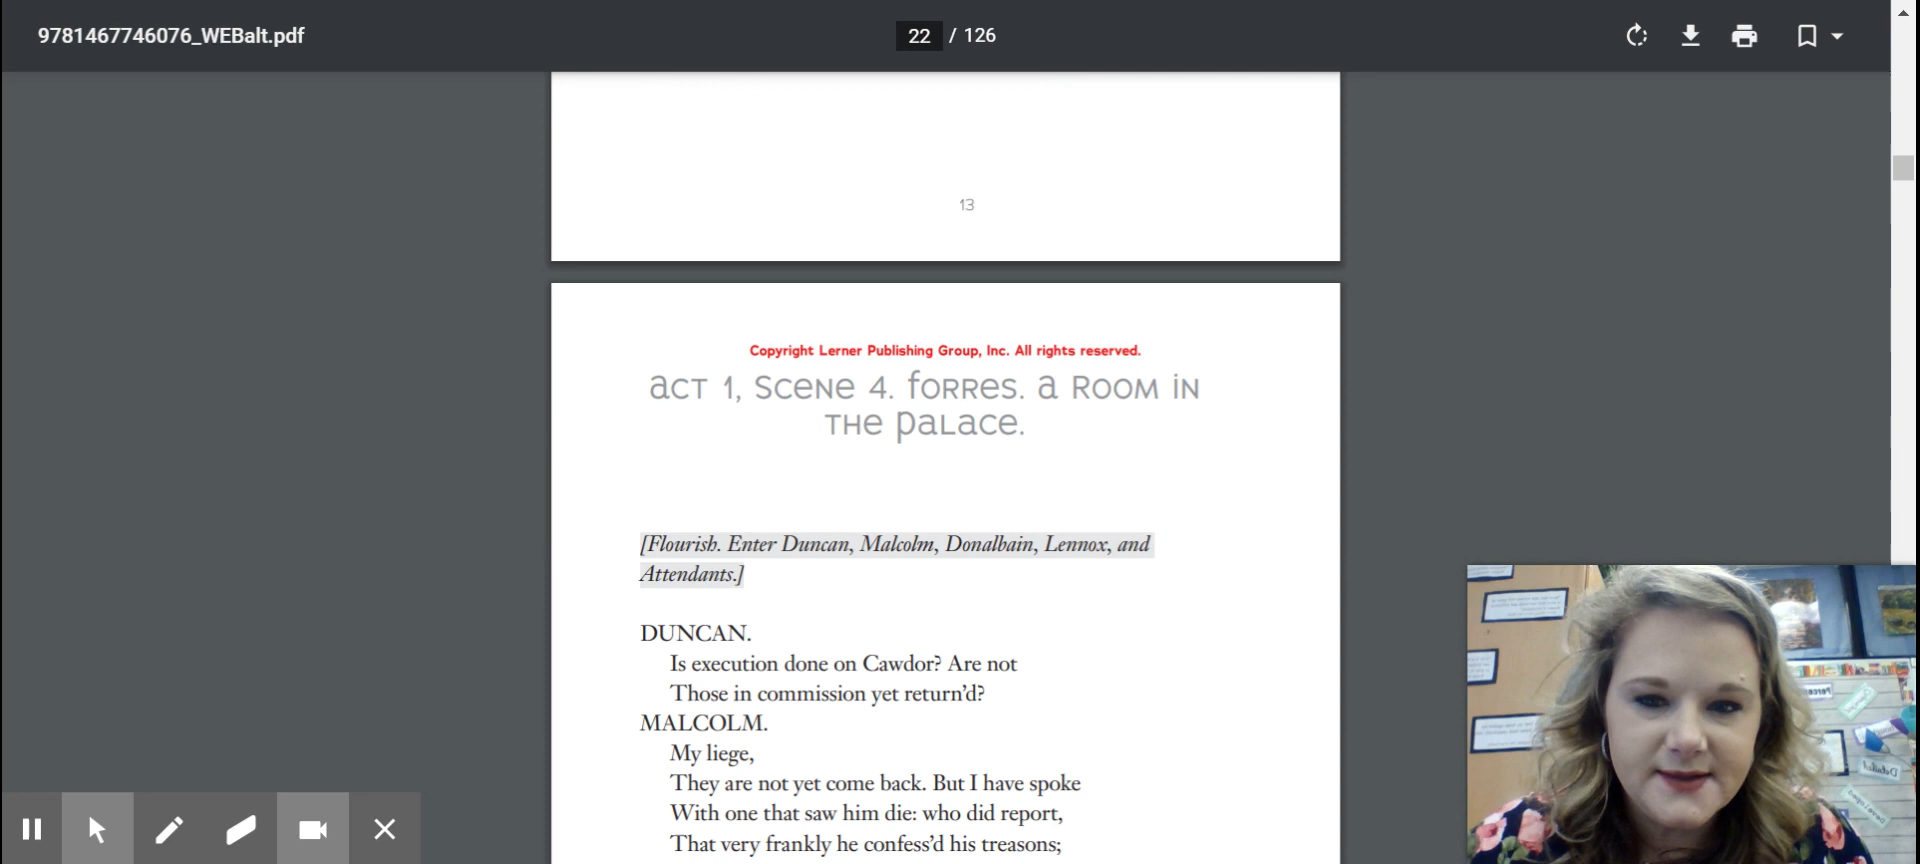 9781467746076_WEBalt.pdf
22 / 126
13
Copyright Lerner Publishing Group, Inc. All rights reserved.
act 1, Scene 4. forres. a Room in
the palace.
[Flourish. Enter Duncan, Malcolm, Donalbain, Lennox, and
Attendants.]
DUNCAN.
Is execution done on Cawdor? Are not
Those in commission yet return'd?
MALCOLM.
My liege,
They are not yet come back. But I have spoke
With one that saw him die: who did report,
That very frankly he confess'd his treasons;
Detailed